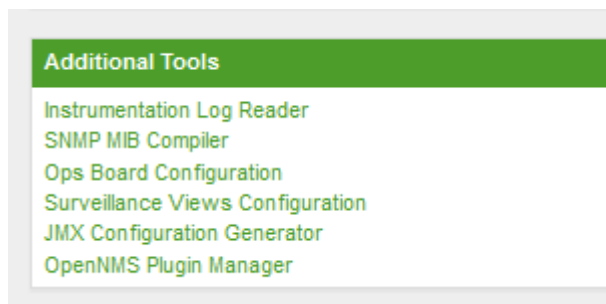 Additional Tools
Instrumentation Log Reader
SNMP MIB Compiler
Ops Board Configuration
Surveillance Views Configuration
JMX Configuration Generator
OpenNMS Plugin Manager